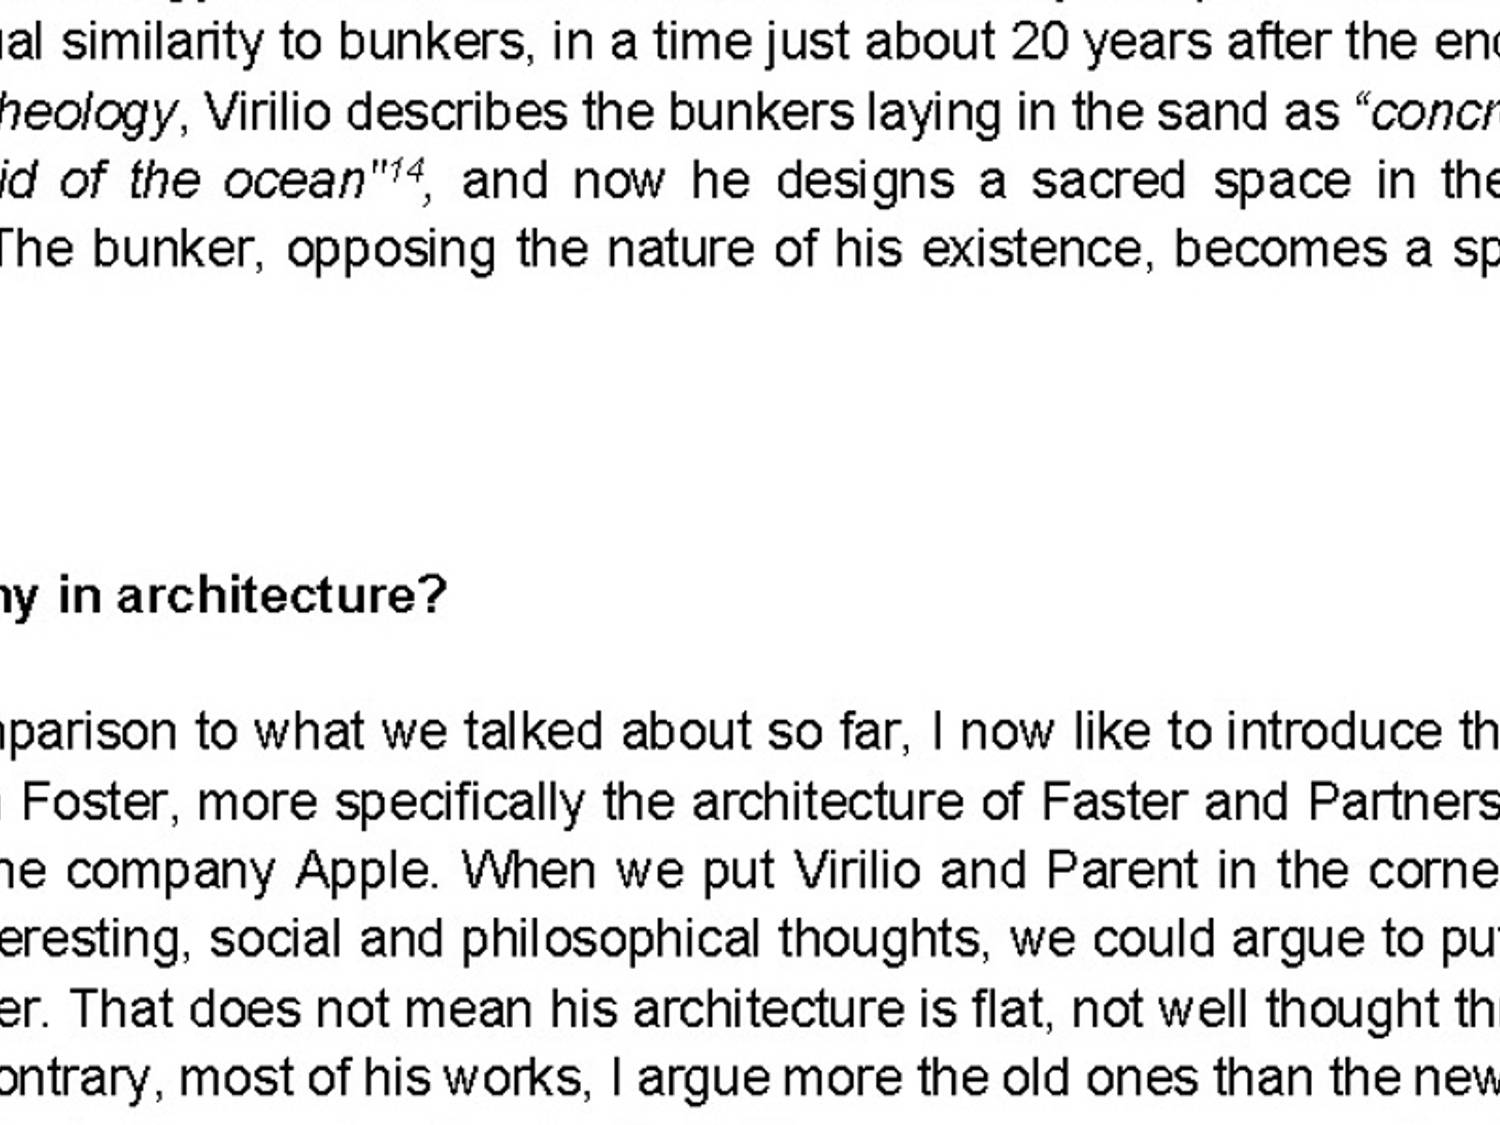 ual similarity to bunkers, in a time just about 20 years after the end
heology, Virilio describes the bunkers laying in the sand as “concr
id of the ocean"14, and now he designs a sacred space in the
The bunker, opposing the nature of his existence, becomes a sp
hy in architecture?
mparison to what we talked about so far, I now like to introduce th
Foster, more specifically the architecture of Faster and Partners
he company Apple. When we put Virilio and Parent in the corne
eresting, social and philosophical thoughts, we could argue to put
er. That does not mean his architecture is flat, not well thought thr
ontrary, most of his works, I argue more the old ones than the new